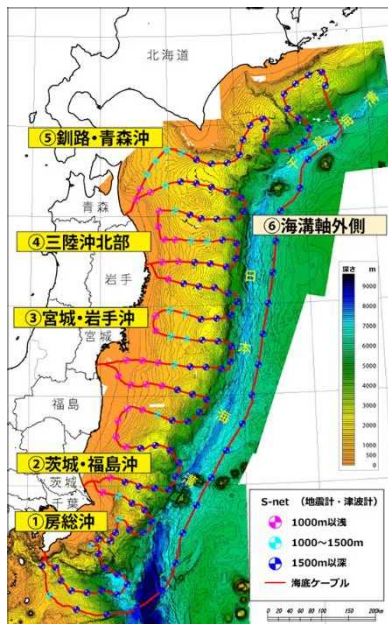 北海道
⑤釧路・青森沖
千島海溝
青森
⑥海溝軸外側
④三陸沖北部
岩手
日本海溝
③宮城・岩手沖
宮城
福島
②茨城・福島沖
茨城
千葉
①房総沖
深さ m
9000
8000
7000
6000
5000
4000
3000
2500
2000
1500
1000
500
0
S-net （地震計・津波計）
1000m以浅
1000～1500m
1500m以深
海底ケーブル
0 50 100 200km